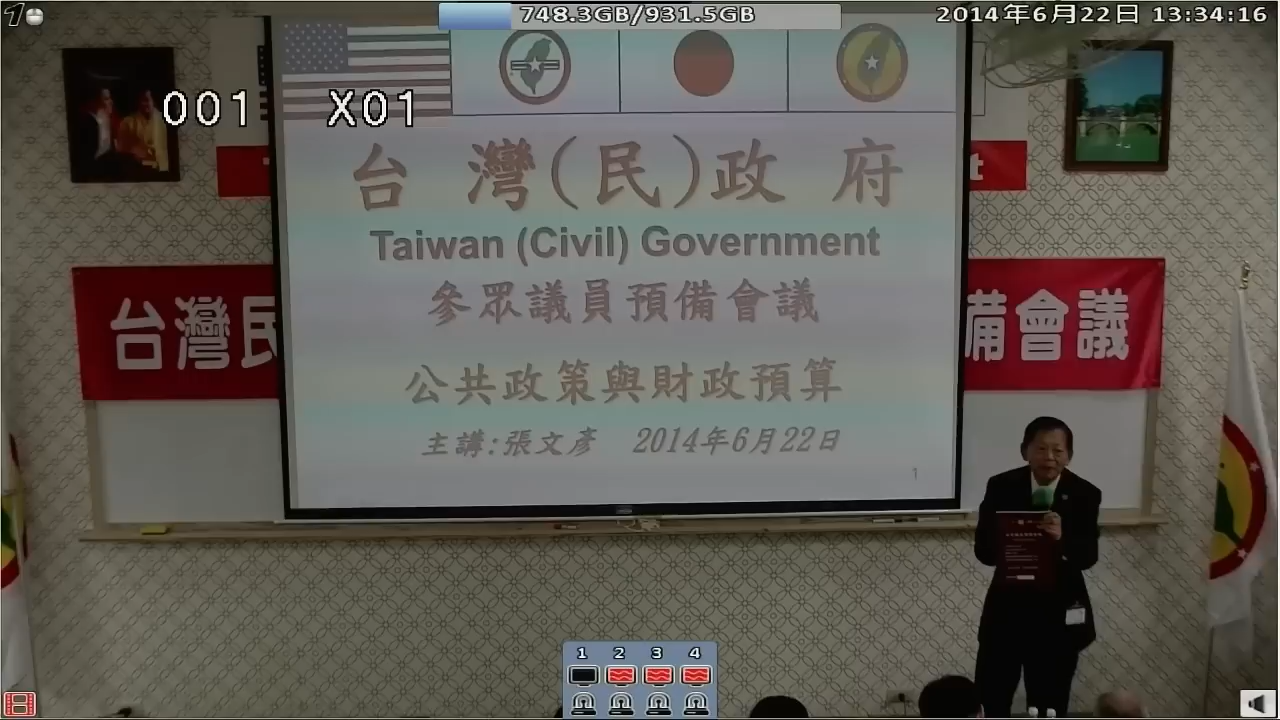 1
748.3GB/931.5GB
2014年6月22日 13:34:16
001 X01
台灣(民)政府
t
Taiwan (Civil) Government
參眾議員預備會議
台灣民
備會議
公共政策與財政預算
主講:張文彥 2014年6月22日
1
1 2 3 4